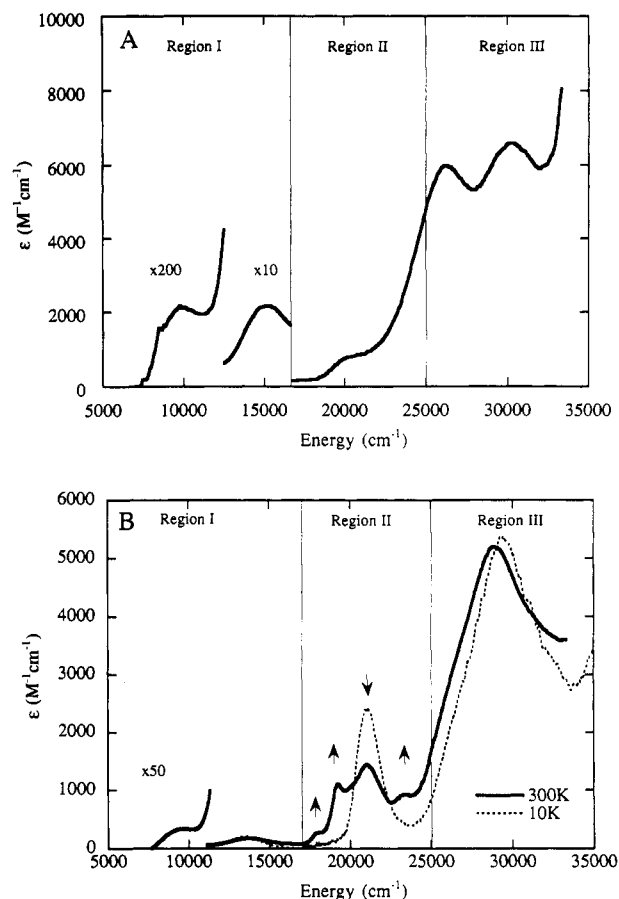 A
Region I
Region II
Region III
10000
8000
6000
4000
2000
0
ε (M⁻¹cm⁻¹)
x200
x10
5000 10000 15000 20000 25000 30000 35000
Energy (cm⁻¹)
B
Region I
Region II
Region III
6000
5000
4000
3000
2000
1000
0
ε (M⁻¹cm⁻¹)
x50
300K
10K
5000 10000 15000 20000 25000 30000 35000
Energy (cm⁻¹)